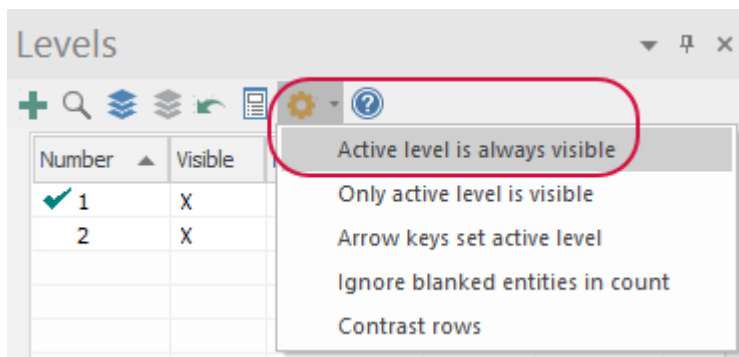 Levels
Number Visible
Active level is always visible
1 X
Only active level is visible
2 X
Arrow keys set active level
Ignore blanked entities in count
Contrast rows